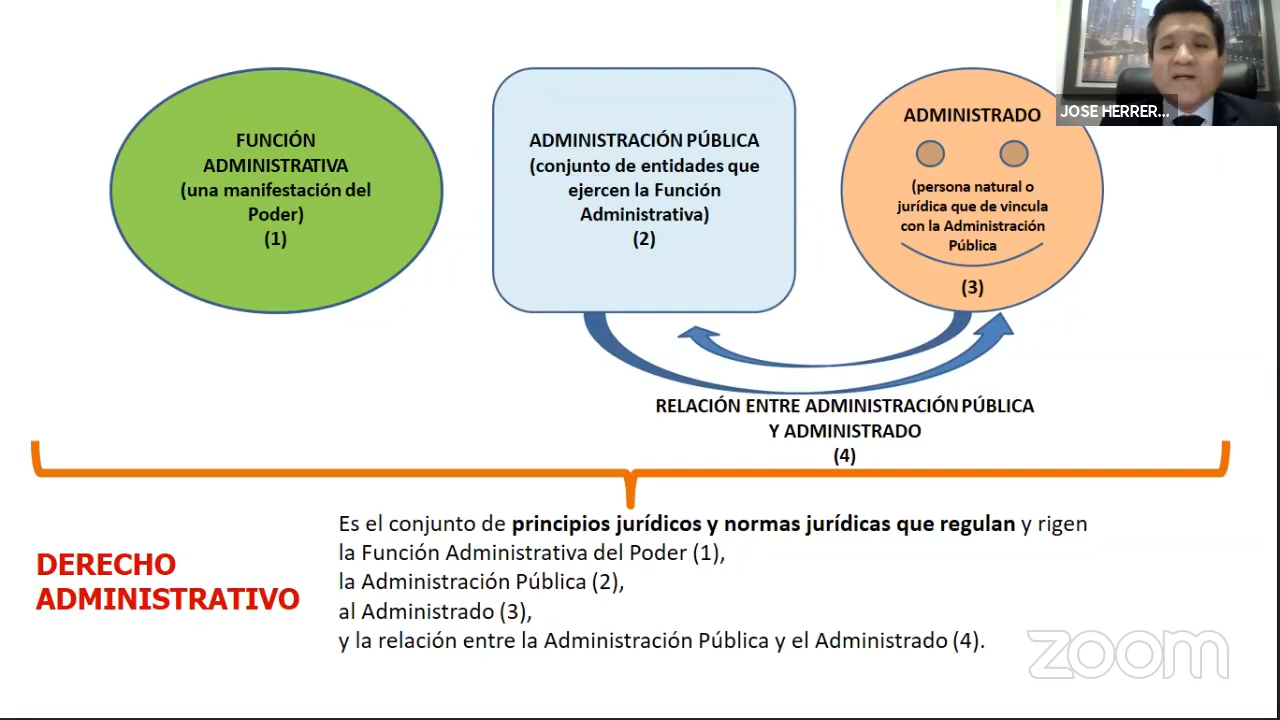 JOSE HERRER...
FUNCIÓN
ADMINISTRATIVA
(una manifestación del
Poder)
(1)
ADMINISTRACIÓN PÚBLICA
(conjunto de entidades que
ejercen la Función
Administrativa)
(2)
ADMINISTRADO
(persona natural o
jurídica que de vincula
con la Administración
Pública
(3)
RELACIÓN ENTRE ADMINISTRACIÓN PÚBLICA
Y ADMINISTRADO
(4)
DERECHO
ADMINISTRATIVO
Es el conjunto de principios jurídicos y normas jurídicas que regulan y rigen
la Función Administrativa del Poder (1),
la Administración Pública (2),
al Administrado (3),
y la relación entre la Administración Pública y el Administrado (4).
zoom